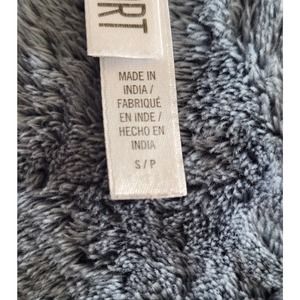 RT
MADE IN
INDIA /
FABRIQUÉ
EN INDE /
HECHO EN
INDIA
S / P